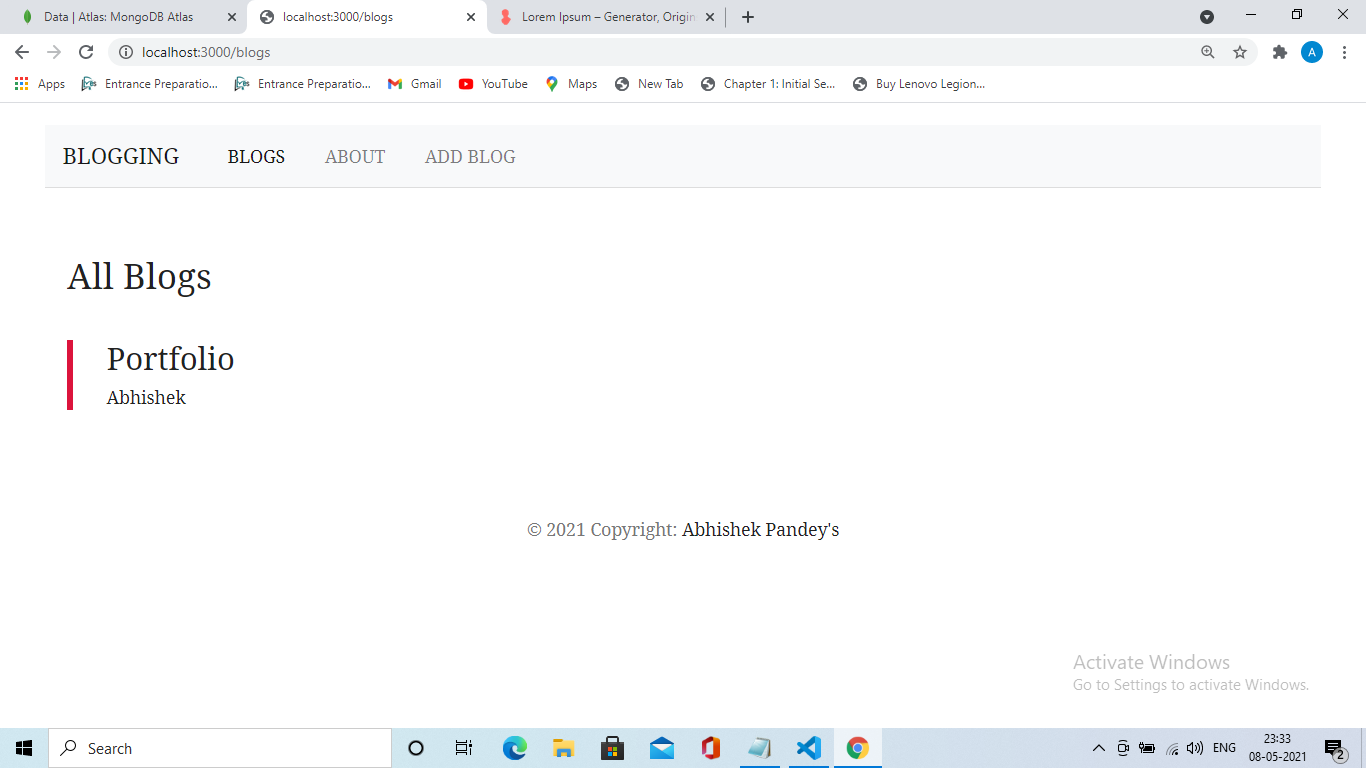 Data | Atlas: MongoDB Atlas
localhost:3000/blogs
Lorem Ipsum – Generator, Origin
localhost:3000/blogs
A
Apps
Entrance Preparatio...
Entrance Preparatio...
Gmail
YouTube
Maps
New Tab
Chapter 1: Initial Se...
Buy Lenovo Legion...
BLOGGING BLOGS ABOUT ADD BLOG
All Blogs
Portfolio
Abhishek
© 2021 Copyright: Abhishek Pandey's
Activate Windows
Go to Settings to activate Windows.
Search
ENG
23:33
08-05-2021
2